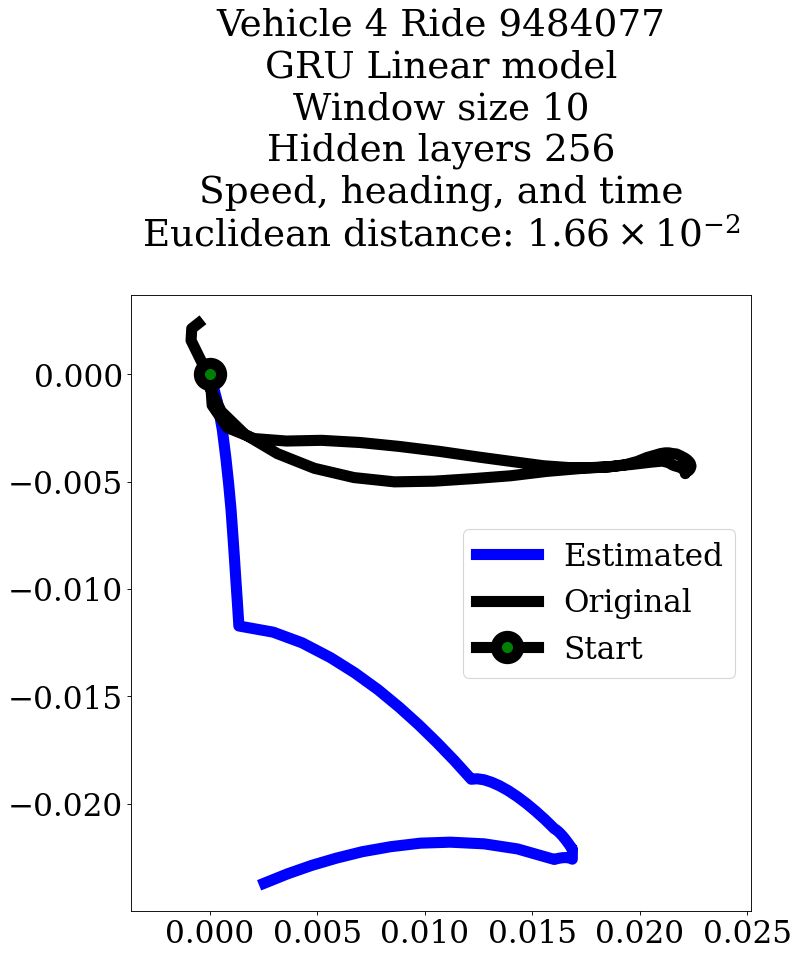 Vehicle 4 Ride 9484077
GRU Linear model
Window size 10
Hidden layers 256
Speed, heading, and time
Euclidean distance: 1.66 × 10⁻²
0.000
−0.005
−0.010
−0.015
−0.020
Estimated
Original
Start
0.000 0.005 0.010 0.015 0.020 0.025